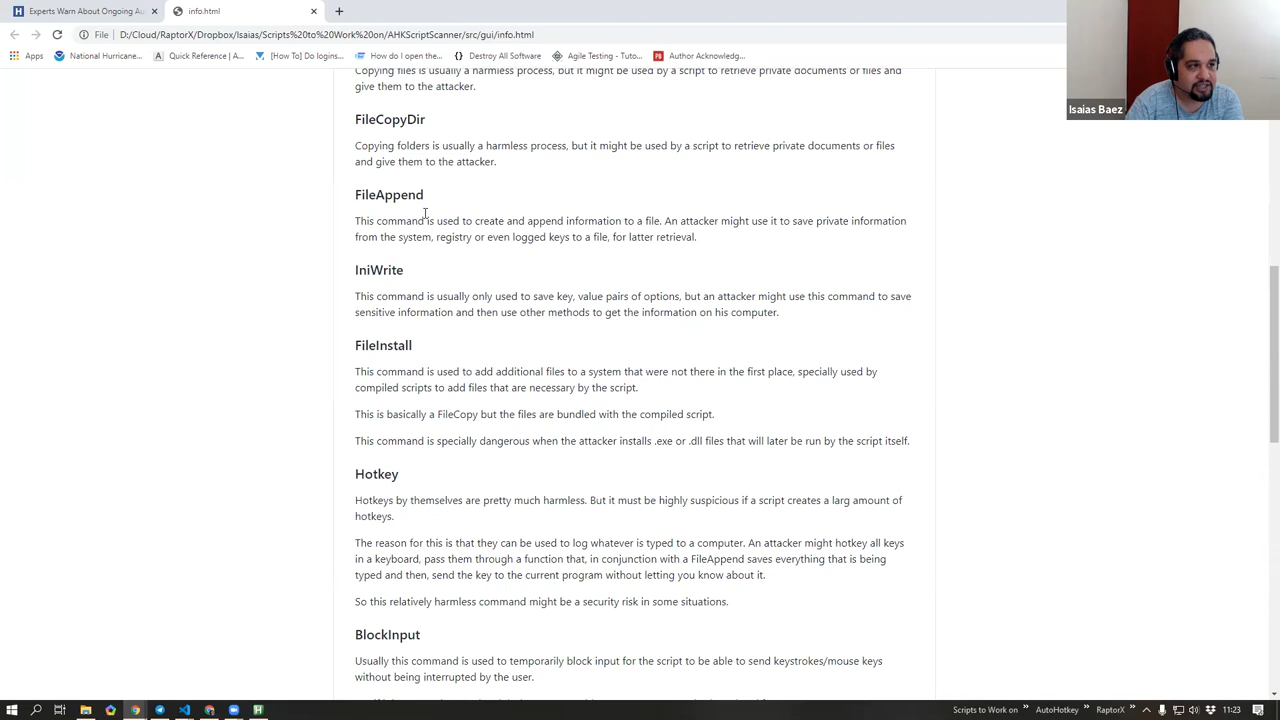 Experts Warn About Ongoing Au
info.html
File
D:/Cloud/RaptorX/Dropbox/Isaias/Scripts%20to%20Work%20on/AHKScriptScanner/src/gui/info.html
Apps
National Hurricane...
Quick Reference | A...
[How To] Do logins...
How do I open the...
Destroy All Software
Agile Testing - Tuto...
Author Acknowledg...
Isaias Baez
Copying files is usually a harmless process, but it might be used by a script to retrieve private documents or files and
give them to the attacker.
FileCopyDir
Copying folders is usually a harmless process, but it might be used by a script to retrieve private documents or files
and give them to the attacker.
FileAppend
This command is used to create and append information to a file. An attacker might use it to save private information
from the system, registry or even logged keys to a file, for latter retrieval.
IniWrite
This command is usually only used to save key, value pairs of options, but an attacker might use this command to save
sensitive information and then use other methods to get the information on his computer.
FileInstall
This command is used to add additional files to a system that were not there in the first place, specially used by
compiled scripts to add files that are necessary by the script.
This is basically a FileCopy but the files are bundled with the compiled script.
This command is specially dangerous when the attacker installs .exe or .dll files that will later be run by the script itself.
Hotkey
Hotkeys by themselves are pretty much harmless. But it must be highly suspicious if a script creates a larg amount of
hotkeys.
The reason for this is that they can be used to log whatever is typed to a computer. An attacker might hotkey all keys
in a keyboard, pass them through a function that, in conjunction with a FileAppend saves everything that is being
typed and then, send the key to the current program without letting you know about it.
So this relatively harmless command might be a security risk in some situations.
BlockInput
Usually this command is used to temporarily block input for the script to be able to send keystrokes/mouse keys
without being interrupted by the user.
Scripts to Work on
AutoHotkey
RaptorX
11:23